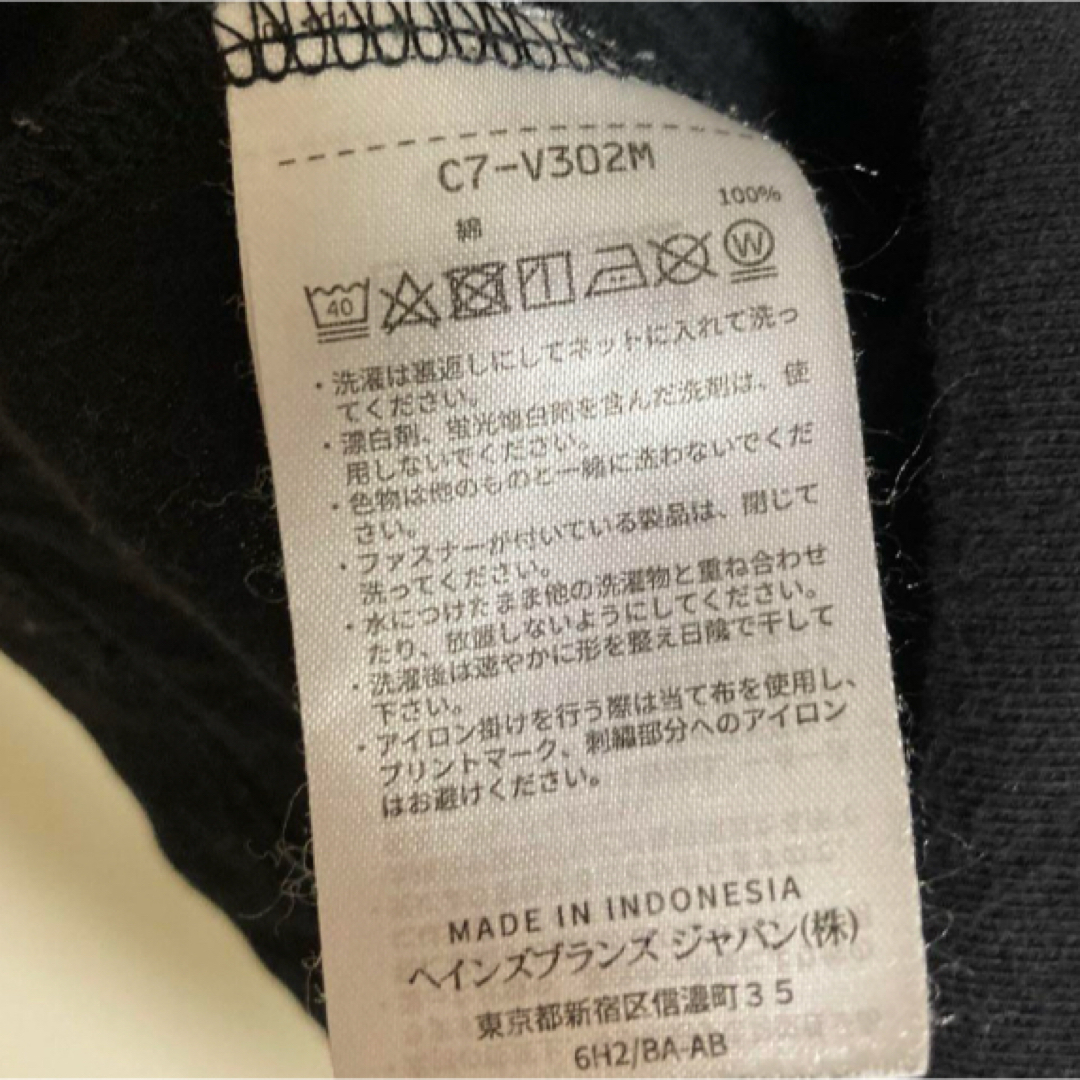 C7-V302M
綿 100%
40 W
・洗濯は裏返しにしてネットに入れて洗っ
てください。
・漂白剤、蛍光増白剤を含んだ洗剤は、使
用しないでください。
・色物は他のものと一緒に洗わないでくだ
さい。
・ファスナーが付いている製品は、閉じて
洗ってください。
・水につけたまま他の洗濯物と重ね合わせ
たり、放置しないようにしてください。
・洗濯後は速やかに形を整え日陰で干して
下さい。
・アイロン掛けを行う際は当て布を使用し、
プリントマーク、刺繍部分へのアイロン
はお避けください。
MADE IN INDONESIA
ヘインズブランズ ジャパン(株)
東京都新宿区信濃町35
6H2/BA-AB